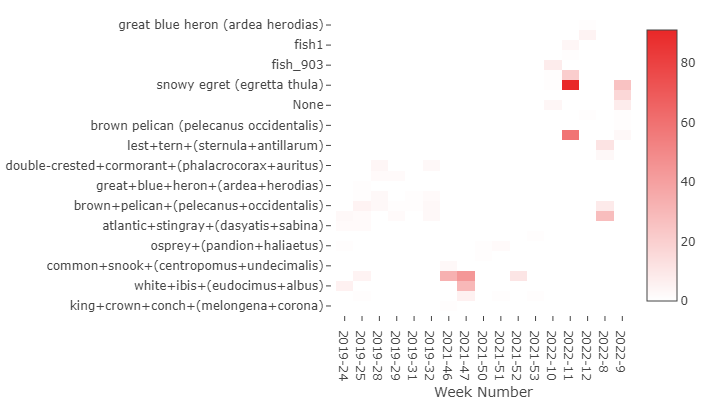 great blue heron (ardea herodias)
fish1
fish_903
snowy egret (egretta thula)
None
brown pelican (pelecanus occidentalis)
lest+tern+(sternula+antillarum)
double-crested+cormorant+(phalacrocorax+auritus)
great+blue+heron+(ardea+herodias)
brown+pelican+(pelecanus+occidentalis)
atlantic+stingray+(dasyatis+sabina)
osprey+(pandion+haliaetus)
common+snook+(centropomus+undecimalis)
white+ibis+(eudocimus+albus)
king+crown+conch+(melongena+corona)
2019-24
2019-25
2019-28
2019-29
2019-31
2019-32
2021-46
2021-47
2021-50
2021-51
2021-52
2021-53
2022-10
2022-11
2022-12
2022-8
2022-9
Week Number
80
60
40
20
0